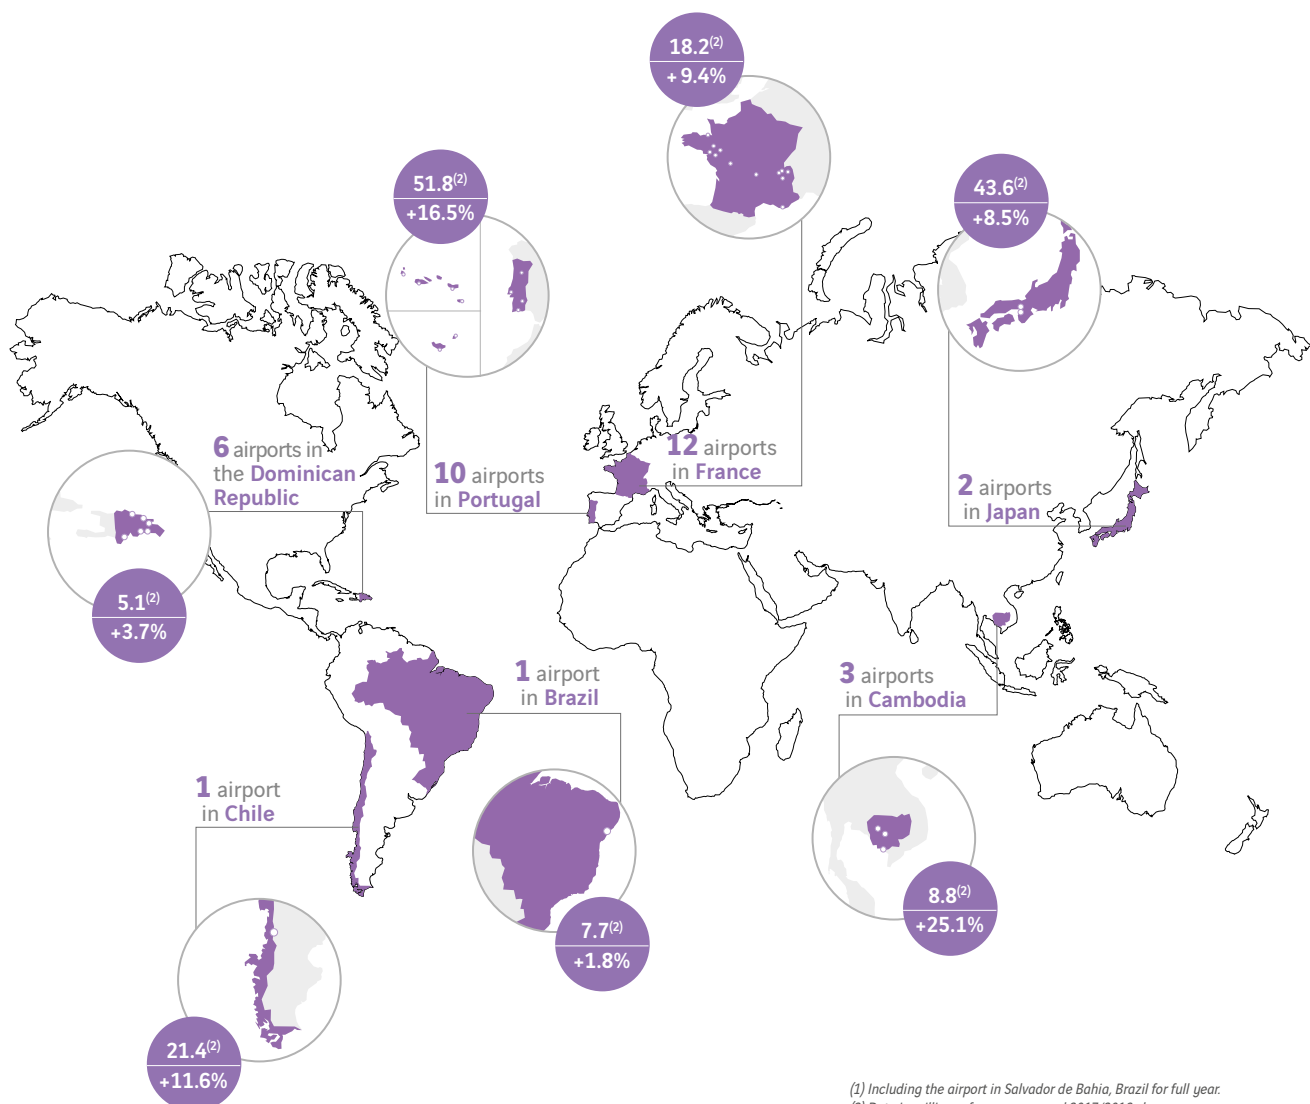 18.2(2)
+ 9.4%
51.8(2)
+16.5%
43.6(2)
+8.5%
6 airports in
the Dominican
Republic
10 airports
in Portugal
12 airports
in France
2 airports
in Japan
5.1(2)
+3.7%
1 airport
in Brazil
3 airports
in Cambodia
1 airport
in Chile
7.7(2)
+1.8%
8.8(2)
+25.1%
21.4(2)
+11.6%
(1) Including the airport in Salvador de Bahia, Brazil for full year.